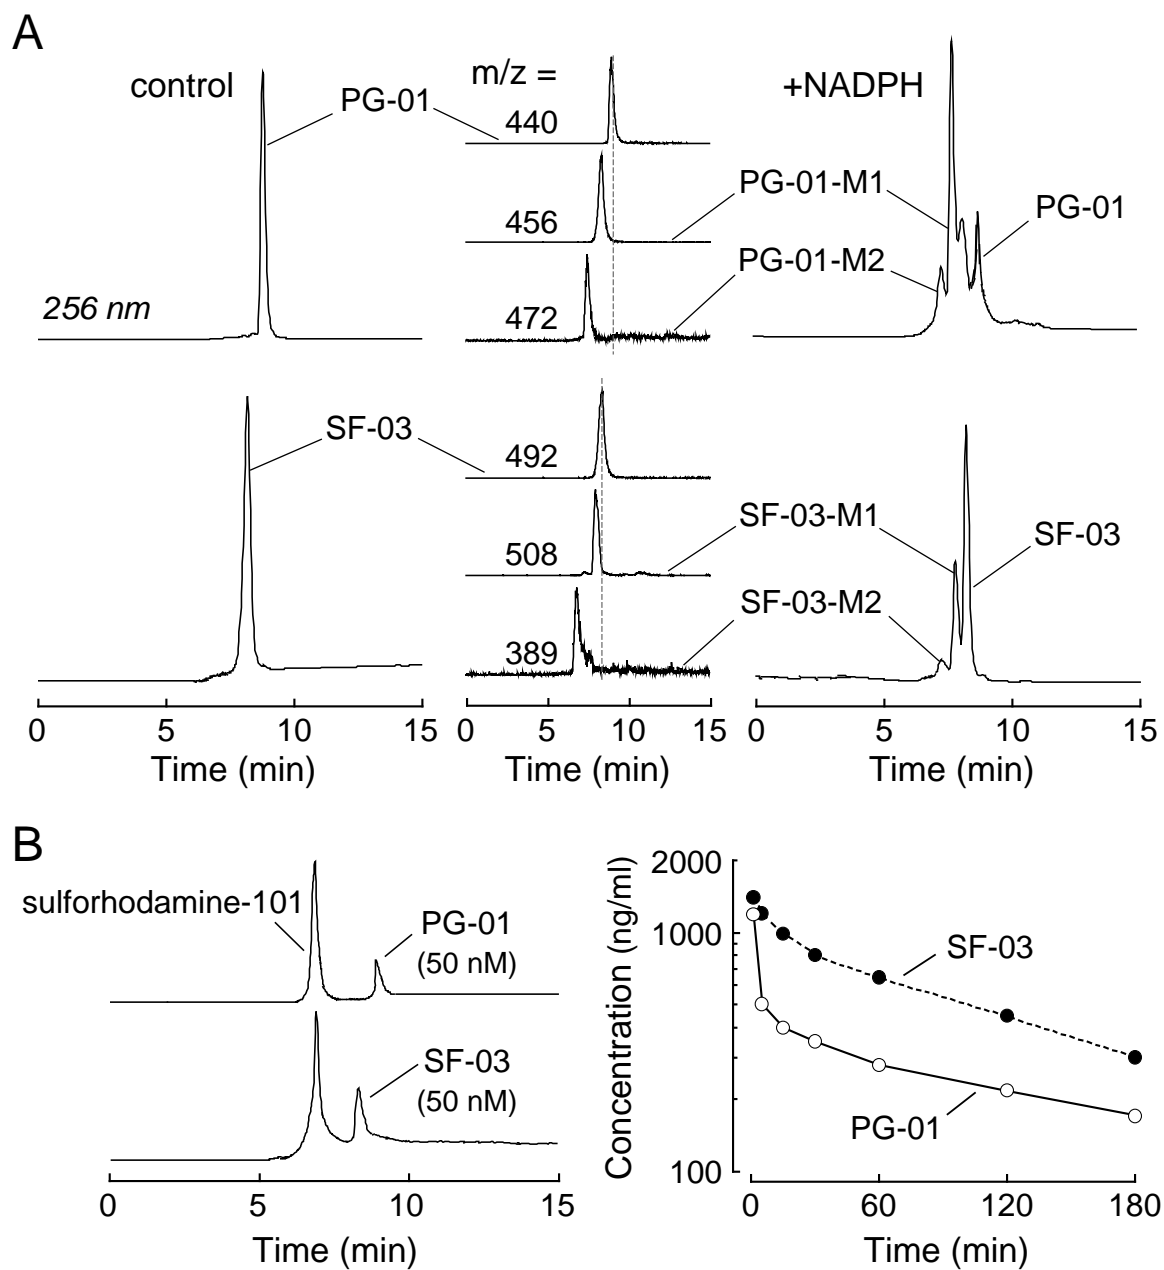 A
control
PG-01
m/z =
+NADPH
440
456
472
PG-01-M1
PG-01-M2
PG-01
256 nm
SF-03
492
508
389
SF-03-M1
SF-03-M2
SF-03
0 5 10 15
0 5 10 15
0 5 10 15
Time (min)
Time (min)
Time (min)
B
sulforhodamine-101
PG-01
(50 nM)
SF-03
(50 nM)
0 5 10 15
Time (min)
Concentration (ng/ml)
2000
1000
100
SF-03
PG-01
0 60 120 180
Time (min)